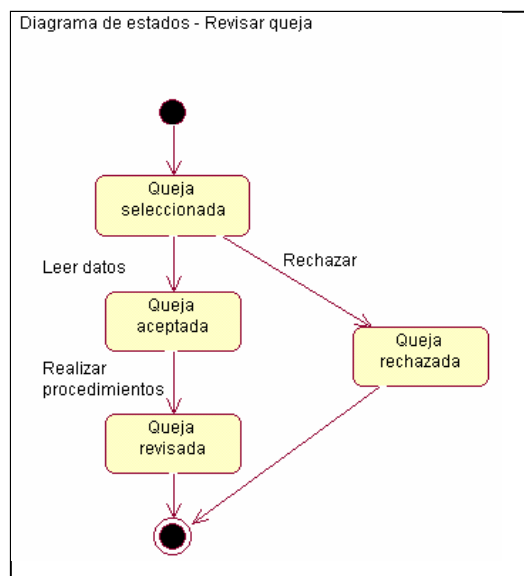 Diagrama de estados - Revisar queja
Queja
seleccionada
Leer datos
Rechazar
Queja
aceptada
Queja
rechazada
Realizar
procedimientos
Queja
revisada